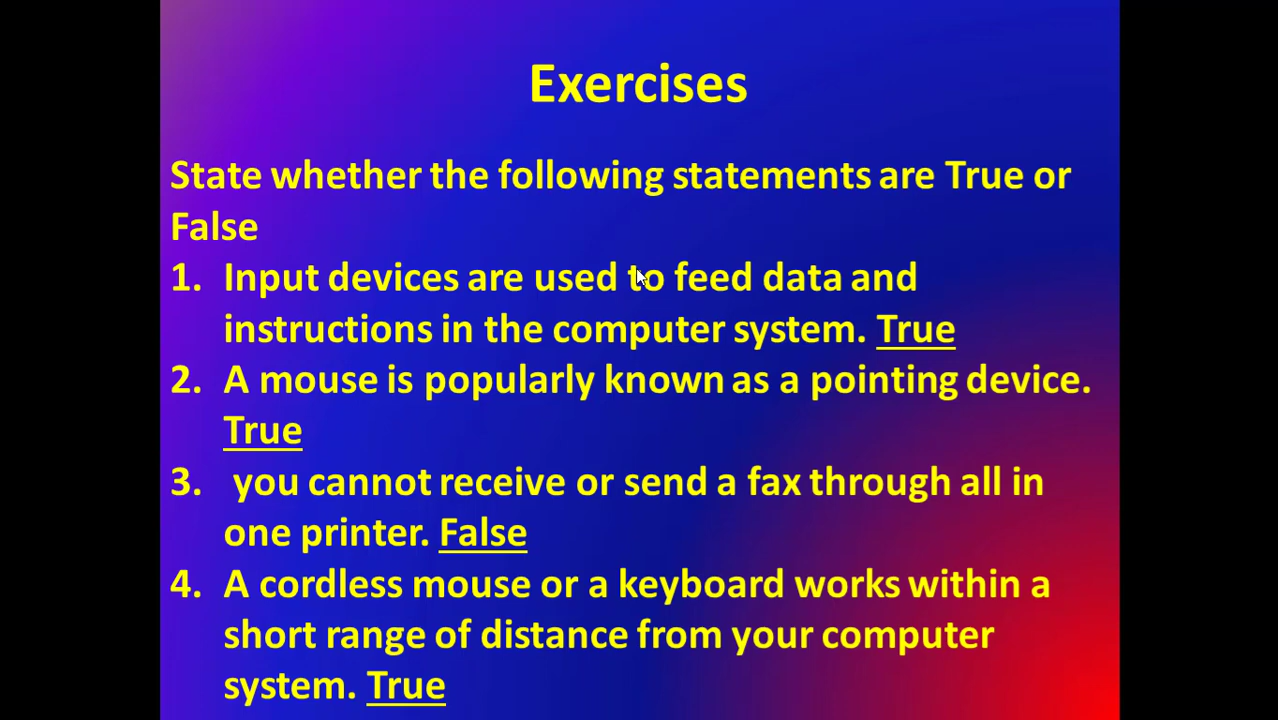 Exercises
State whether the following statements are True or
False
1. Input devices are used to feed data and
instructions in the computer system. True
2. A mouse is popularly known as a pointing device.
True
3. you cannot receive or send a fax through all in
one printer. False
4. A cordless mouse or a keyboard works within a
short range of distance from your computer
system. True